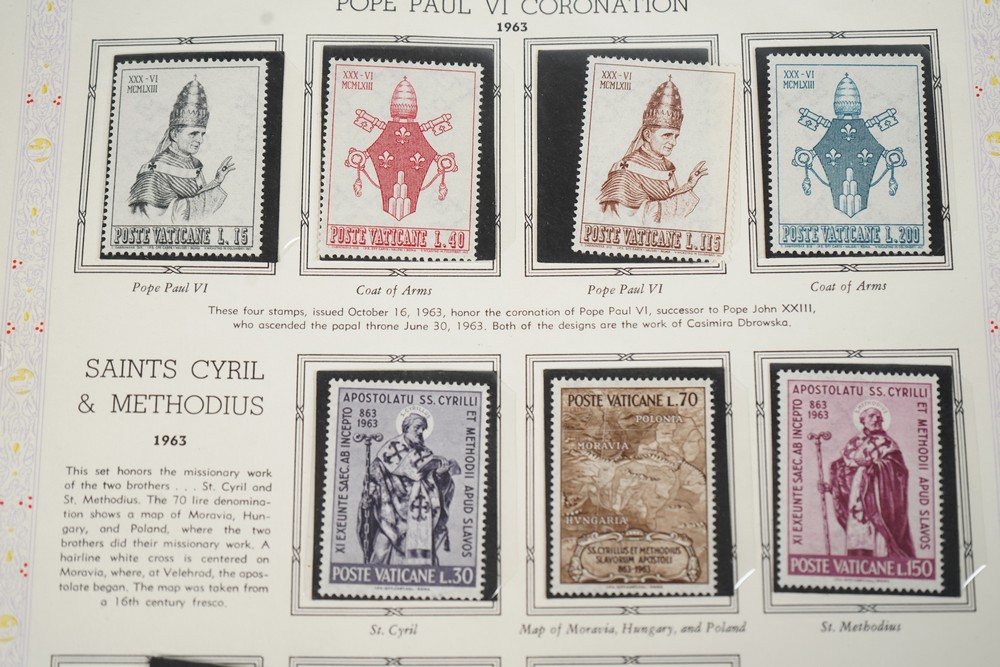 POPE PAUL VI CORONATION
1963
XXX-VI
MCMLXIII
POSTE VATICANE L.15
XXX-VI
MCMLXIII
POSTE VATICANE L.40
XXX-VI
MCMLXIII
POSTE VATICANE L.115
XXX-VI
MCMLXIII
POSTE VATICANE L.200
Pope Paul VI
Coat of Arms
Pope Paul VI
Coat of Arms
These four stamps, issued October 16, 1963, honor the coronation of Pope Paul VI, successor to Pope John XXIII,
who ascended the papal throne June 30, 1963. Both of the designs are the work of Casimira Dbrowska.
SAINTS CYRIL
& METHODIUS
1963
This set honors the missionary work
of the two brothers . . . St. Cyril and
St. Methodius. The 70 lire denomina-
tion shows a map of Moravia, Hun-
gary, and Poland, where the two
brothers did their missionary work. A
hairline white cross is centered on
Moravia, where, at Velehrad, the apos-
tolate began. The map was taken from
a 16th century fresco.
XI EXEUNTE SAEC. AB INCEPTO
APOSTOLATU SS. CYRILLI
ET METHODII APUD SLAVOS
863
1963
POSTE VATICANE L.30
POSTE VATICANE L.70
POLONIA
MORAVIA
HUNGARIA
SS. CYRILLUS ET METHODIUS
SLAVORUM APOSTOLI
863-1963
XI EXEUNTE SAEC. AB INCEPTO
APOSTOLATU SS. CYRILLI
ET METHODII APUD SLAVOS
863
1963
POSTE VATICANE L.150
St. Cyril
Map of Moravia, Hungary, and Poland
St. Methodius